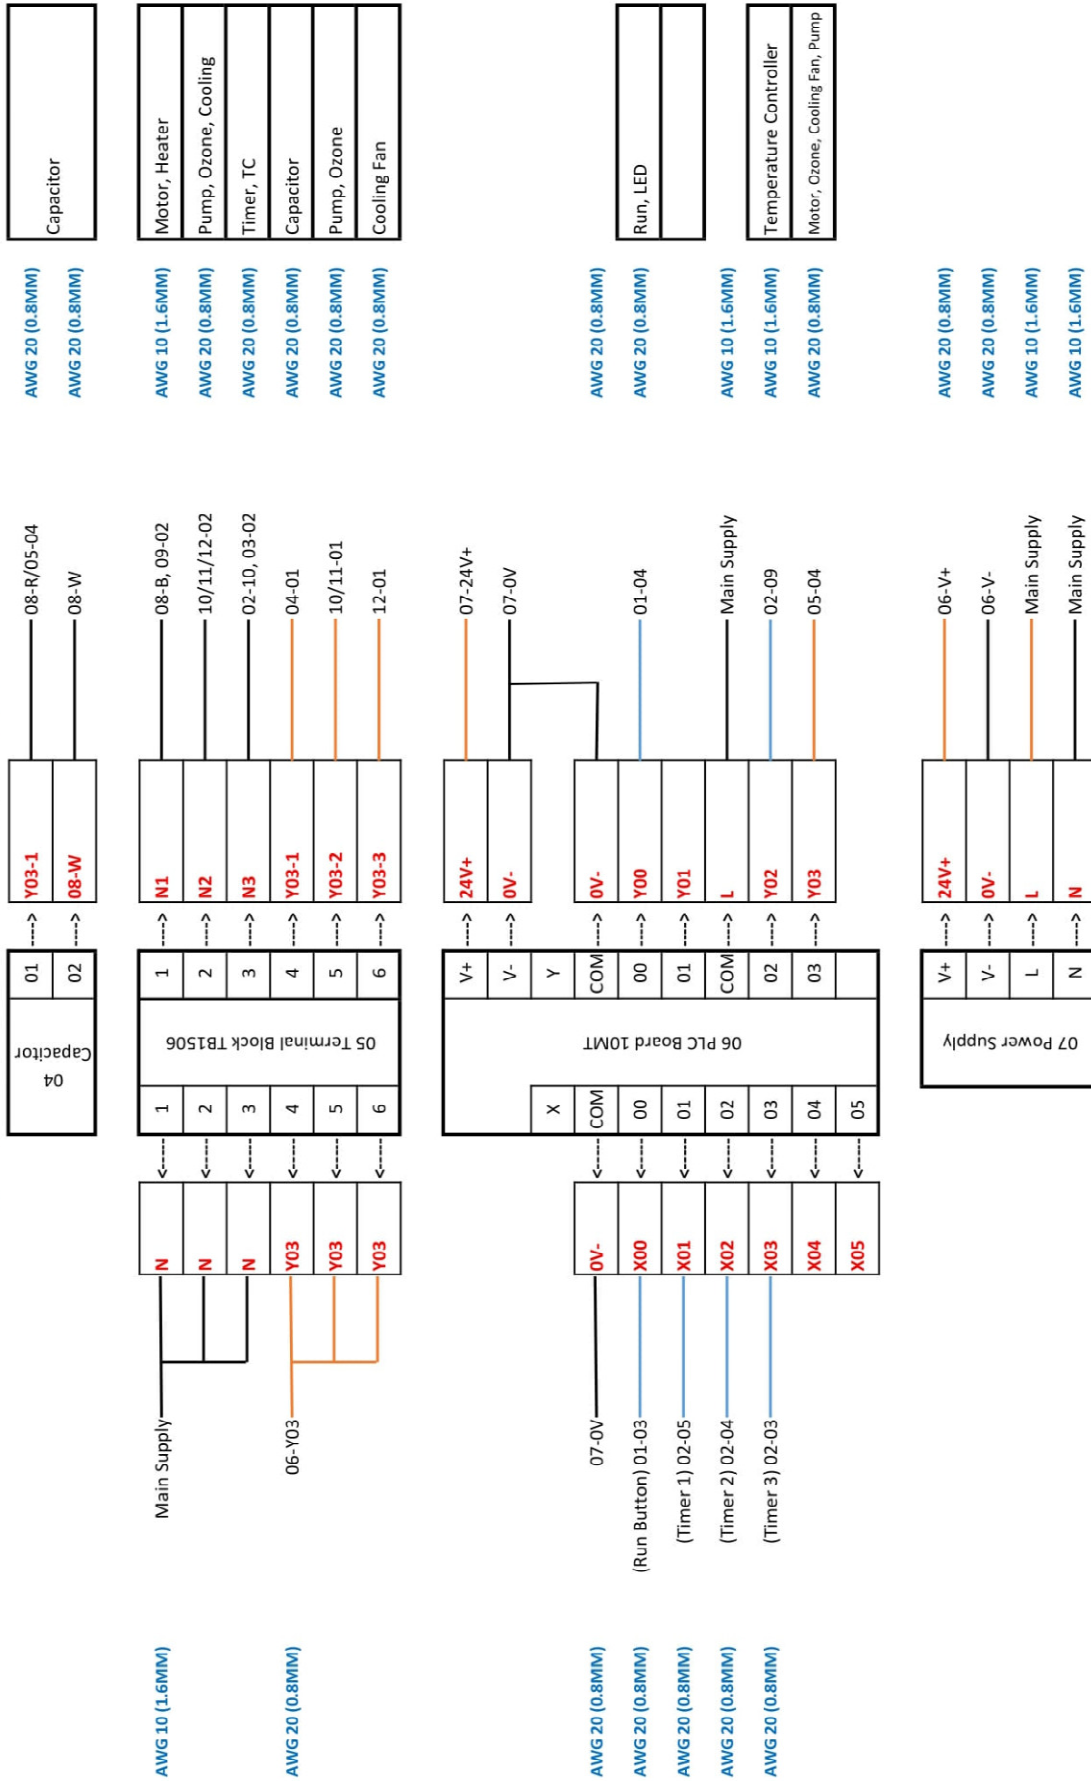 AWG 10 (1.6MM)
AWG 20 (0.8MM)
AWG 20 (0.8MM)
AWG 20 (0.8MM)
AWG 20 (0.8MM)
AWG 20 (0.8MM)
AWG 20 (0.8MM)
Main Supply
06-Y03
07-0V
(Run Button) 01-03
(Timer 1) 02-05
(Timer 2) 02-04
(Timer 3) 02-03
N
N
N
Y03
Y03
Y03
0V-
X00
X01
X02
X03
X04
X05
<-----
<-----
<-----
<-----
<-----
<-----
<-----
<-----
<-----
<-----
<-----
<-----
<-----
04
Capacitor
01
02
----> Y03-1
----> 08-W
08-R/05-04
08-W
AWG 20 (0.8MM)
AWG 20 (0.8MM)
Capacitor
1
2
3
4
5
6
05 Terminal Block TB1506
1
2
3
4
5
6
----> N1
----> N2
----> N3
----> Y03-1
----> Y03-2
----> Y03-3
08-B, 09-02
10/11/12-02
02-10, 03-02
04-01
10/11-01
12-01
AWG 10 (1.6MM)
AWG 20 (0.8MM)
AWG 20 (0.8MM)
AWG 20 (0.8MM)
AWG 20 (0.8MM)
AWG 20 (0.8MM)
Motor, Heater
Pump, Ozone, Cooling
Timer, TC
Capacitor
Pump, Ozone
Cooling Fan
X
COM
00
01
02
03
04
05
06 PLC Board 10MT
V+
V-
Y
COM
00
01
COM
02
03
----> 24V+
----> 0V-
----> 0V-
----> Y00
----> Y01
----> L
----> Y02
----> Y03
07-24V+
07-0V
01-04
Main Supply
02-09
05-04
AWG 20 (0.8MM)
AWG 20 (0.8MM)
AWG 10 (1.6MM)
AWG 10 (1.6MM)
AWG 20 (0.8MM)
Run, LED
Temperature Controller
Motor, Ozone, Cooling Fan, Pump
07 Power Supply
V+
V-
L
N
----> 24V+
----> 0V-
----> L
----> N
06-V+
06-V-
Main Supply
Main Supply
AWG 20 (0.8MM)
AWG 20 (0.8MM)
AWG 10 (1.6MM)
AWG 10 (1.6MM)